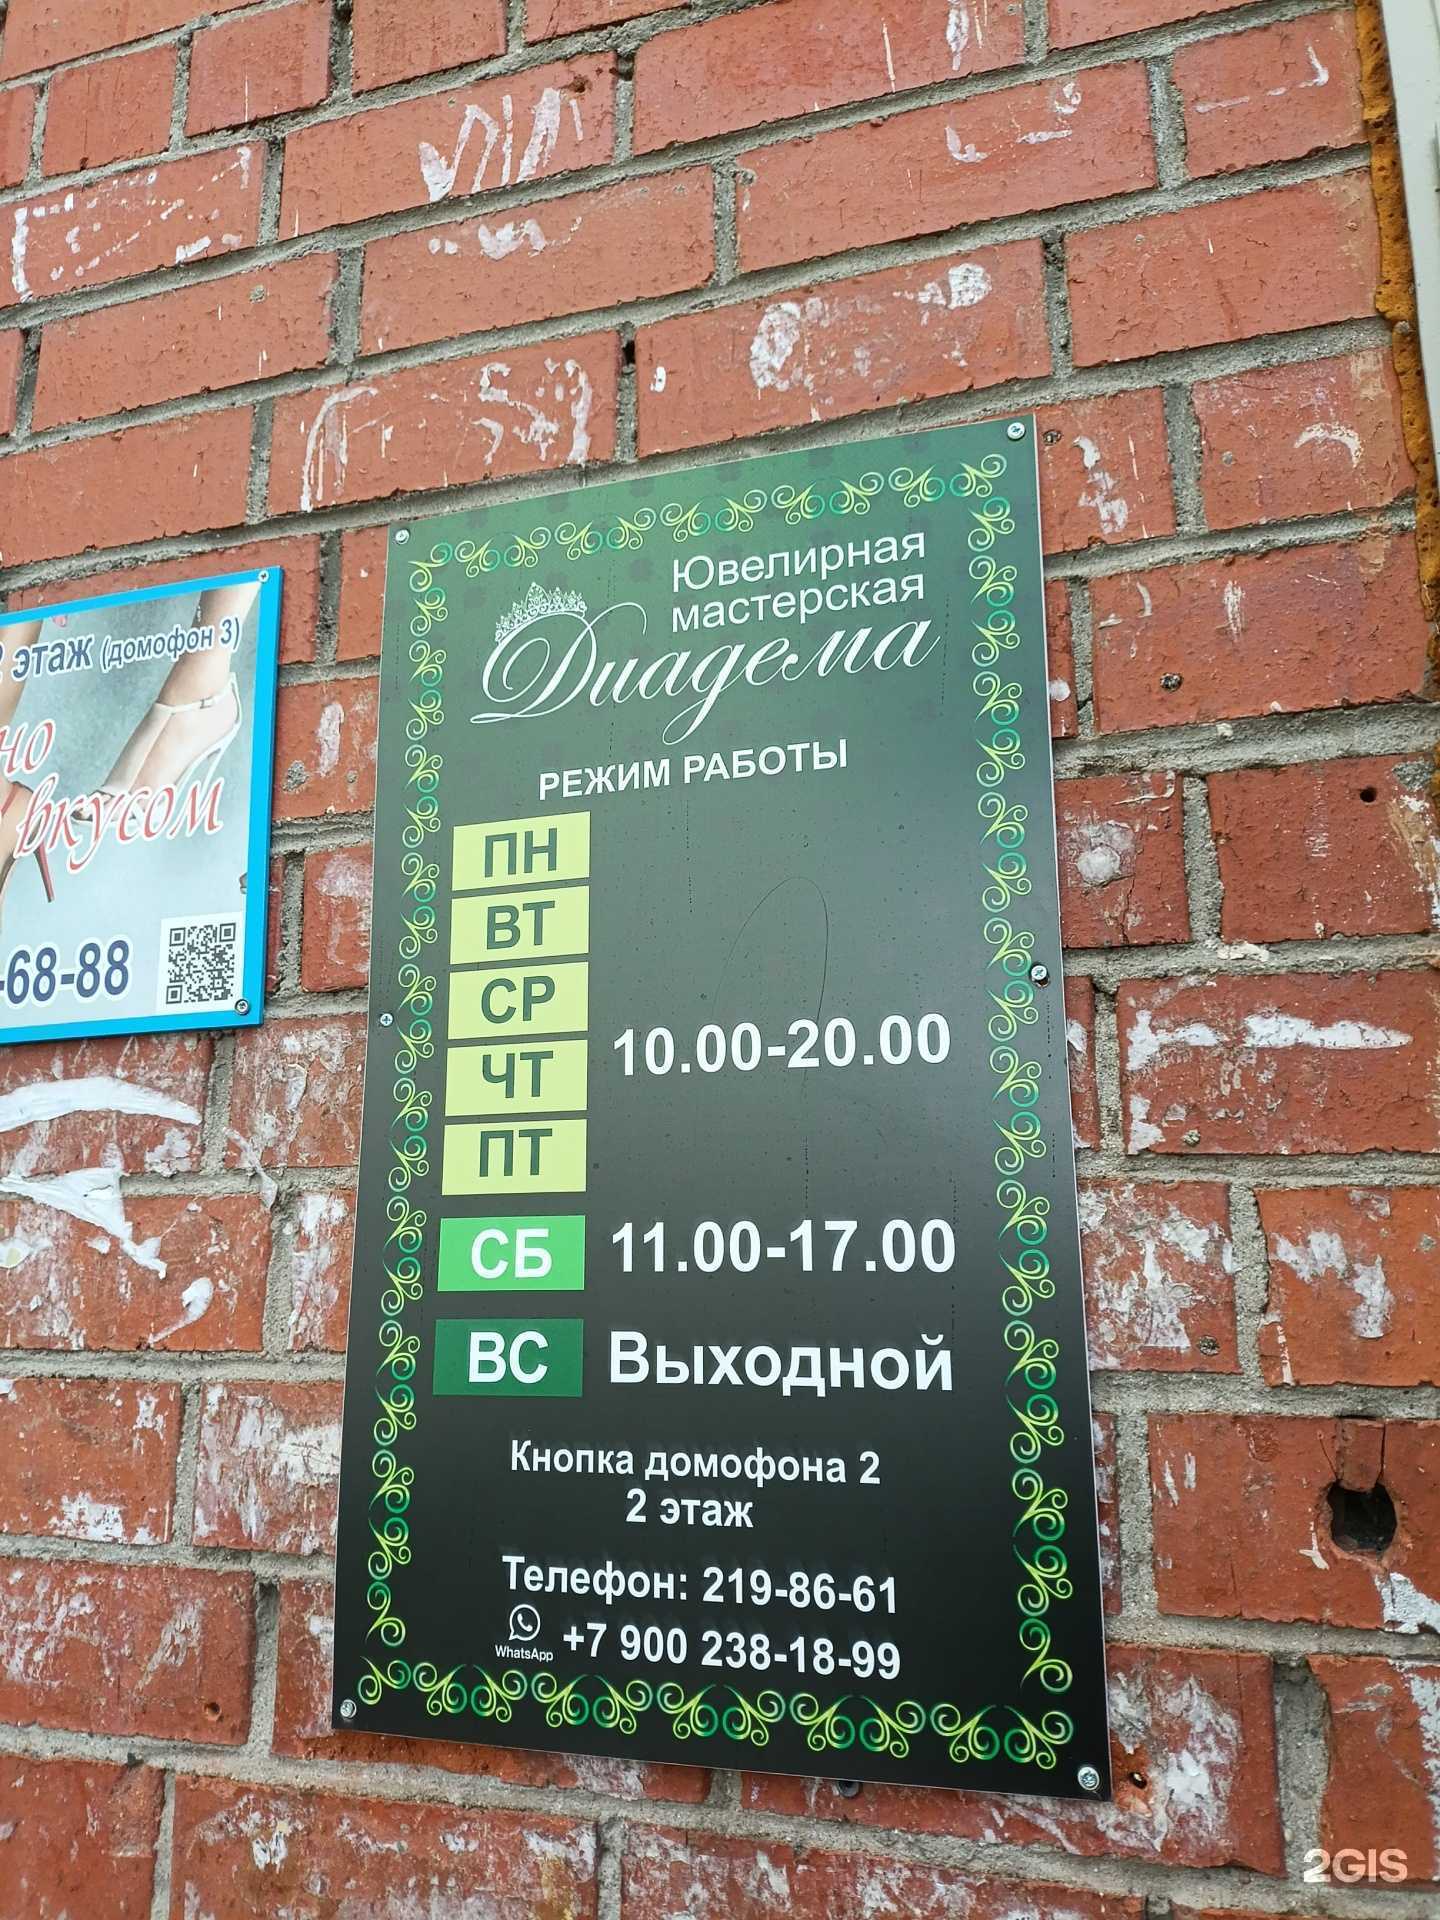 Ювелирная
мастерская
Диадема
РЕЖИМ РАБОТЫ
ПН
ВТ
СР
ЧТ
ПТ
10.00-20.00
СБ 11.00-17.00
ВС Выходной
Кнопка домофона 2
2 этаж
Телефон: 219-86-61
WhatsApp +7 900 238-18-99
2 этаж (домофон 3)
вкусом
-68-88
2GIS